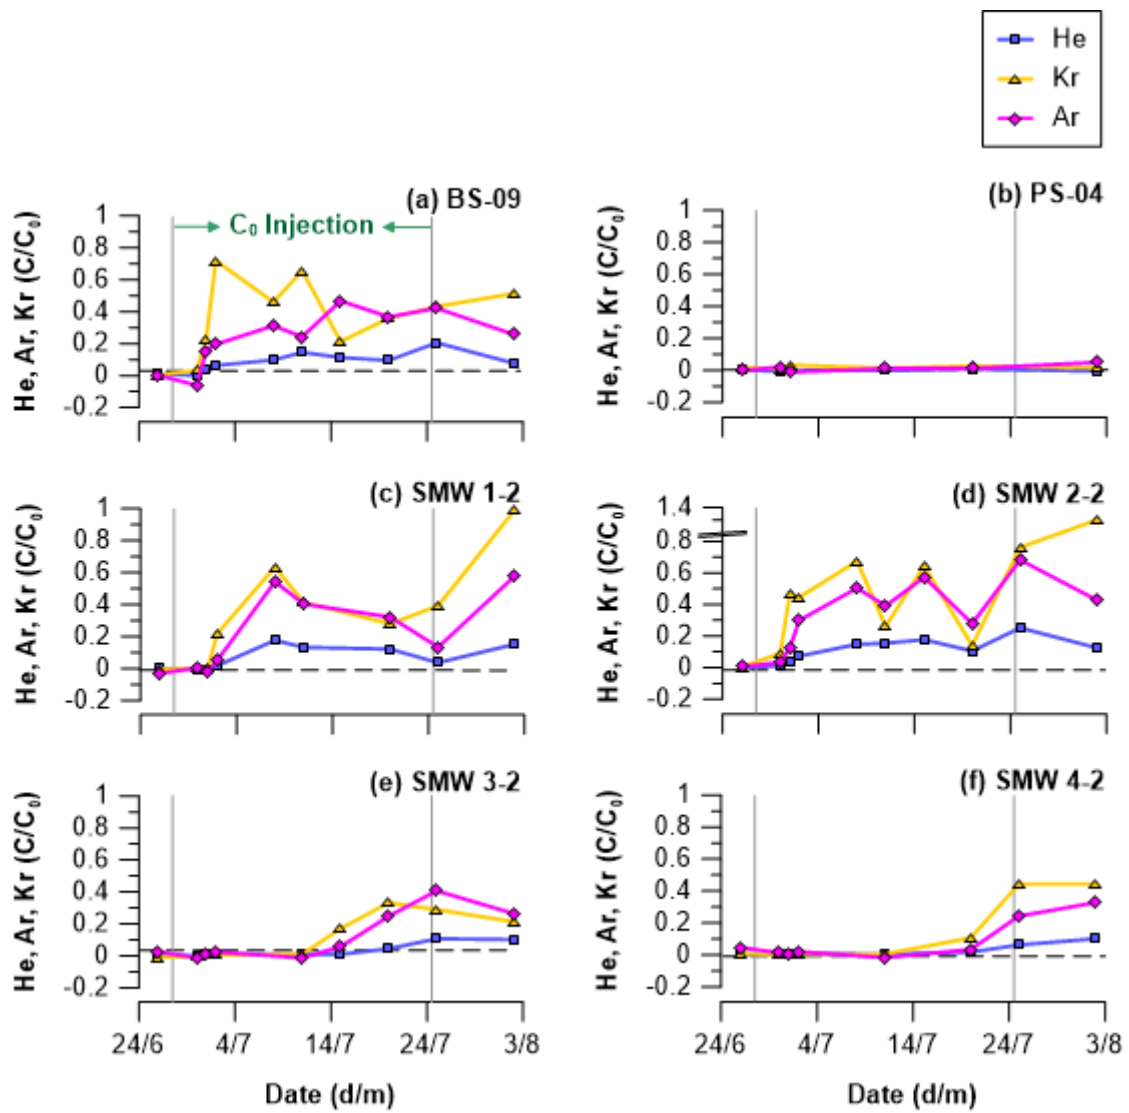 He
Kr
Ar
(a) BS-09
(b) PS-04
He, Ar, Kr (C/C₀)
1
0.8
0.6
0.4
0.2
0
-0.2
C₀ Injection
He, Ar, Kr (C/C₀)
1
0.8
0.6
0.4
0.2
0
-0.2
(c) SMW 1-2
(d) SMW 2-2
He, Ar, Kr (C/C₀)
1
0.8
0.6
0.4
0.2
0
-0.2
He, Ar, Kr (C/C₀)
1.4
0.8
0.6
0.4
0.2
0
-0.2
(e) SMW 3-2
(f) SMW 4-2
He, Ar, Kr (C/C₀)
1
0.8
0.6
0.4
0.2
0
-0.2
He, Ar, Kr (C/C₀)
1
0.8
0.6
0.4
0.2
0
-0.2
24/6 4/7 14/7 24/7 3/8
24/6 4/7 14/7 24/7 3/8
Date (d/m)
Date (d/m)